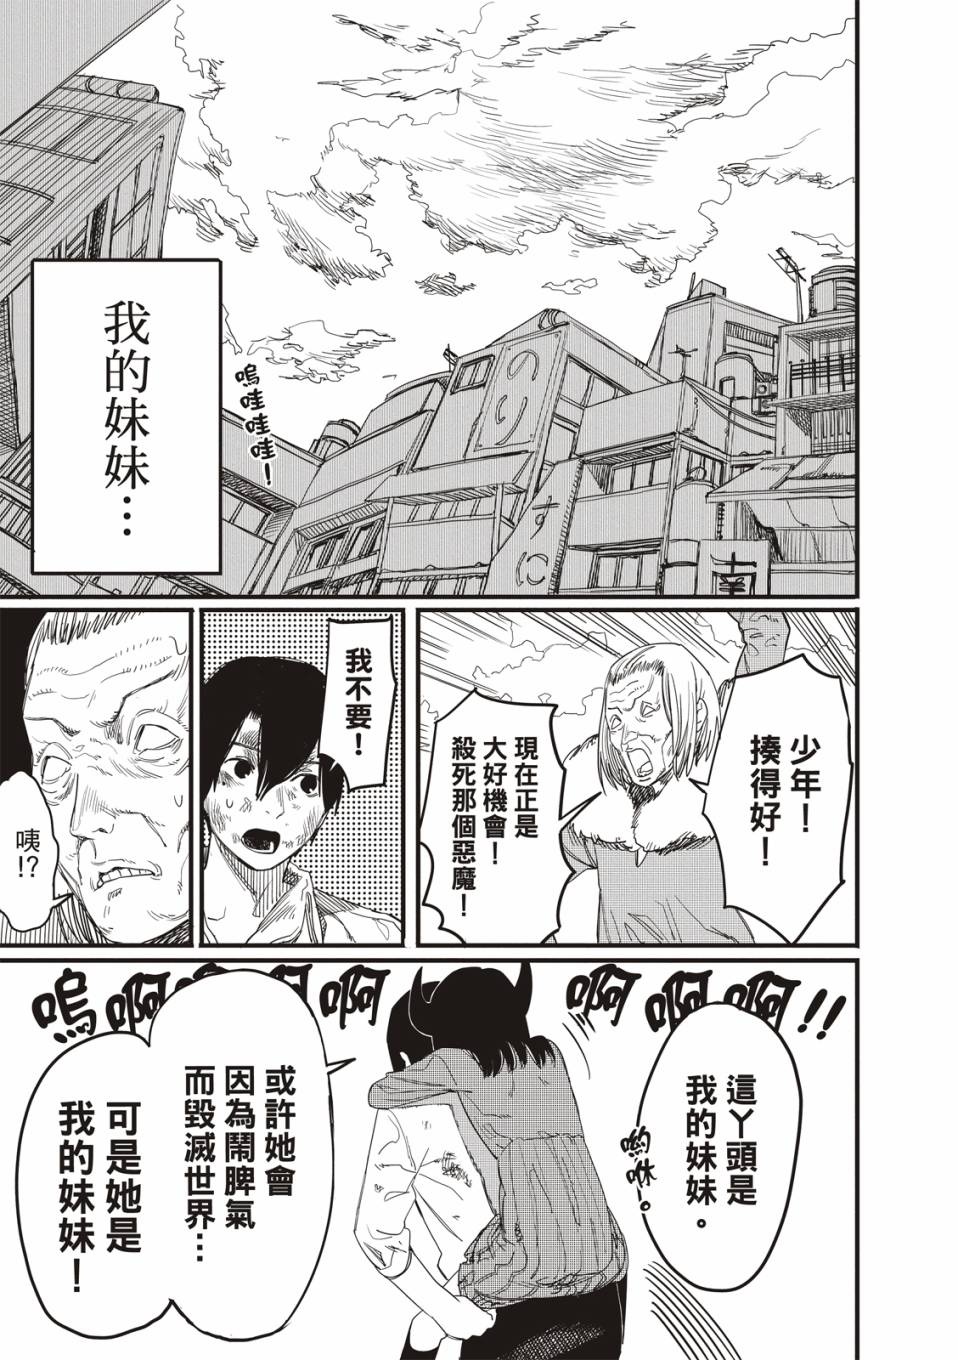 我的妹妹…
嗚哇哇哇！
のり
すに
少年！
揍得好！
現在正是
大好機會！
殺死那個惡魔！
我不要！
咦!?
嗚啊啊啊啊啊啊啊!!
這丫頭是
我的妹妹。
嗚咻。
或許她會
因為鬧脾氣
而毀滅世界…
可是她是
我的妹妹！